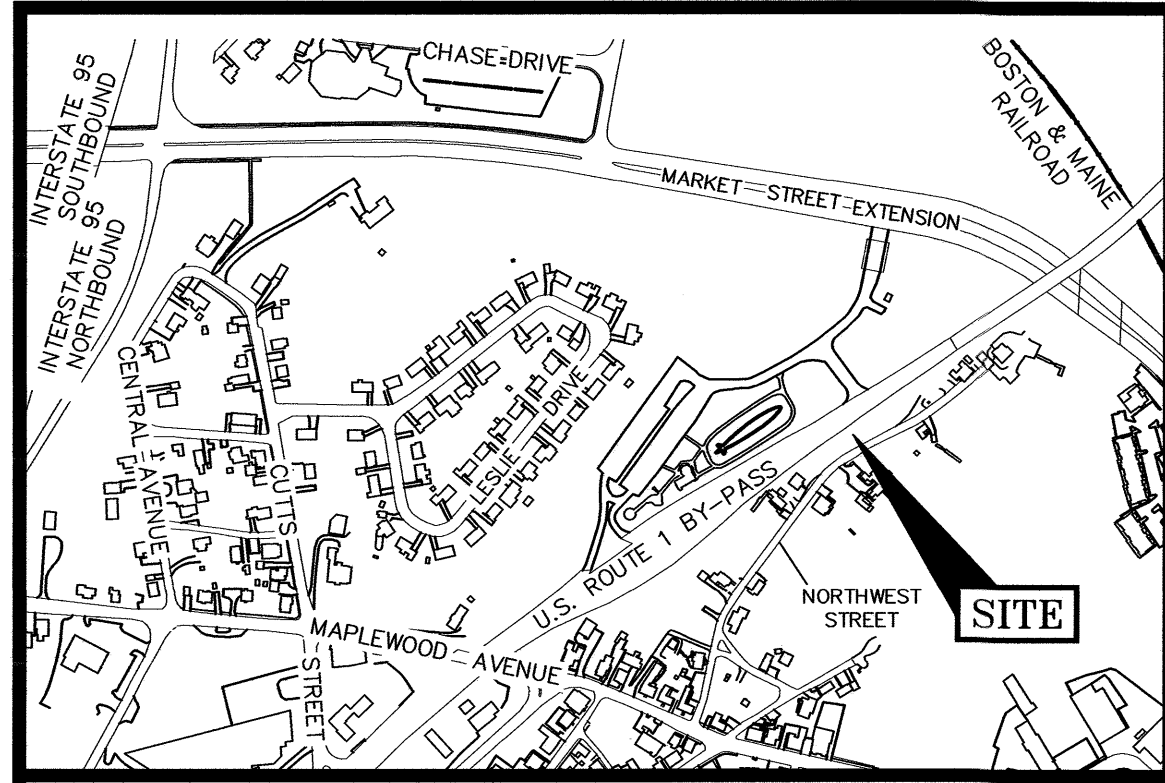 CHASE DRIVE
INTERSTATE 95
SOUTHBOUND
INTERSTATE 95
NORTHBOUND
BOSTON & MAINE
RAILROAD
MARKET STREET EXTENSION
CENTRAL AVENUE
CUTTS
STREET
LESLIE DRIVE
U.S. ROUTE 1 BY-PASS
NORTHWEST
STREET
SITE
MAPLEWOOD AVENUE